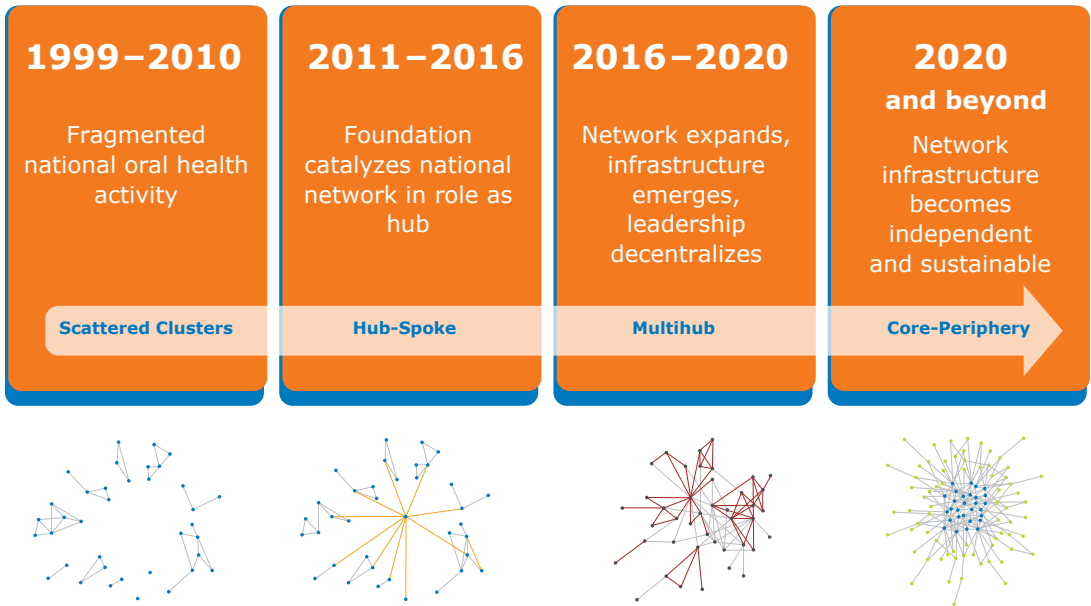 1999–2010
Fragmented
national oral health
activity
Scattered Clusters
2011–2016
Foundation
catalyzes national
network in role as
hub
Hub-Spoke
2016–2020
Network expands,
infrastructure
emerges,
leadership
decentralizes
Multihub
2020
and beyond
Network
infrastructure
becomes
independent
and sustainable
Core-Periphery